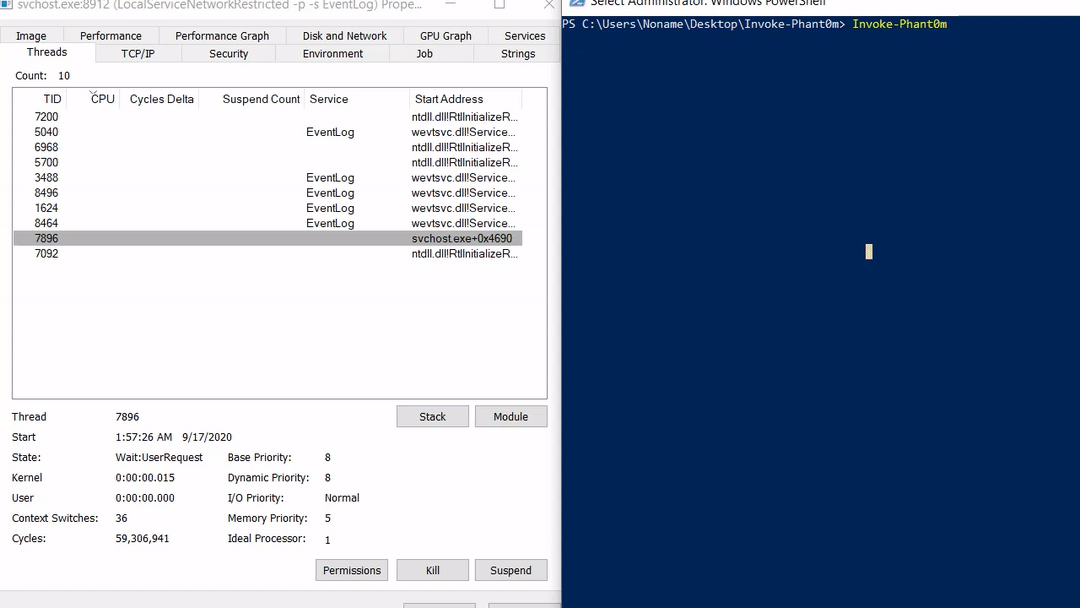 svchost.exe:8912 (LocalServiceNetworkRestricted -p -s EventLog) Prope...
Image Performance Performance Graph Disk and Network GPU Graph Services
Threads TCP/IP Security Environment Job Strings
Count: 10
TID CPU Cycles Delta Suspend Count Service Start Address
7200 ntdll.dll!RtlInitializeR...
5040 EventLog wevtsvc.dll!Service...
6968 ntdll.dll!RtlInitializeR...
5700 ntdll.dll!RtlInitializeR...
3488 EventLog wevtsvc.dll!Service...
8496 EventLog wevtsvc.dll!Service...
1624 EventLog wevtsvc.dll!Service...
8464 EventLog wevtsvc.dll!Service...
7896 svchost.exe+0x4690
7092 ntdll.dll!RtlInitializeR...
Thread 7896 Stack Module
Start 1:57:26 AM 9/17/2020
State: Wait:UserRequest Base Priority: 8
Kernel 0:00:00.015 Dynamic Priority: 8
User 0:00:00.000 I/O Priority: Normal
Context Switches: 36 Memory Priority: 5
Cycles: 59,306,941 Ideal Processor: 1
Permissions Kill Suspend
Select Administrator: Windows PowerShell
PS C:\Users\Noname\Desktop\Invoke-Phant0m> Invoke-Phant0m